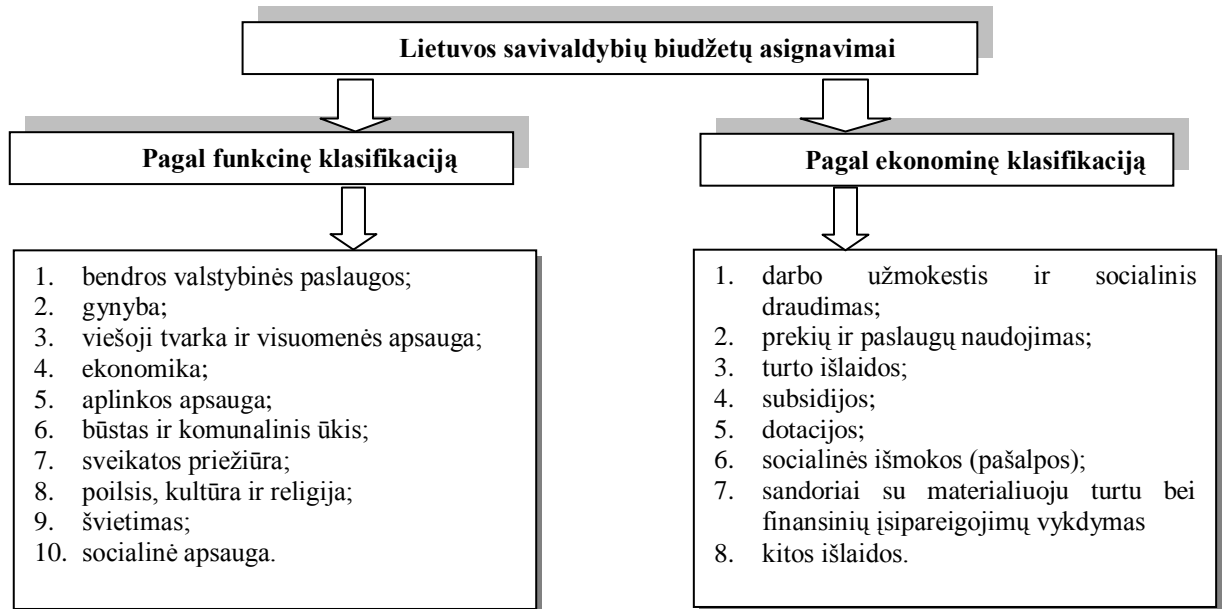 Lietuvos savivaldybių biudžetų asignavimai
Pagal funkcinę klasifikaciją
1. bendros valstybinės paslaugos;
2. gynyba;
3. viešoji tvarka ir visuomenės apsauga;
4. ekonomika;
5. aplinkos apsauga;
6. būstas ir komunalinis ūkis;
7. sveikatos priežiūra;
8. poilsis, kultūra ir religija;
9. švietimas;
10. socialinė apsauga.
Pagal ekonominę klasifikaciją
1. darbo užmokestis ir socialinis
draudimas;
2. prekių ir paslaugų naudojimas;
3. turto išlaidos;
4. subsidijos;
5. dotacijos;
6. socialinės išmokos (pašalpos);
7. sandoriai su materialiuoju turtu bei
finansinių įsipareigojimų vykdymas
8. kitos išlaidos.